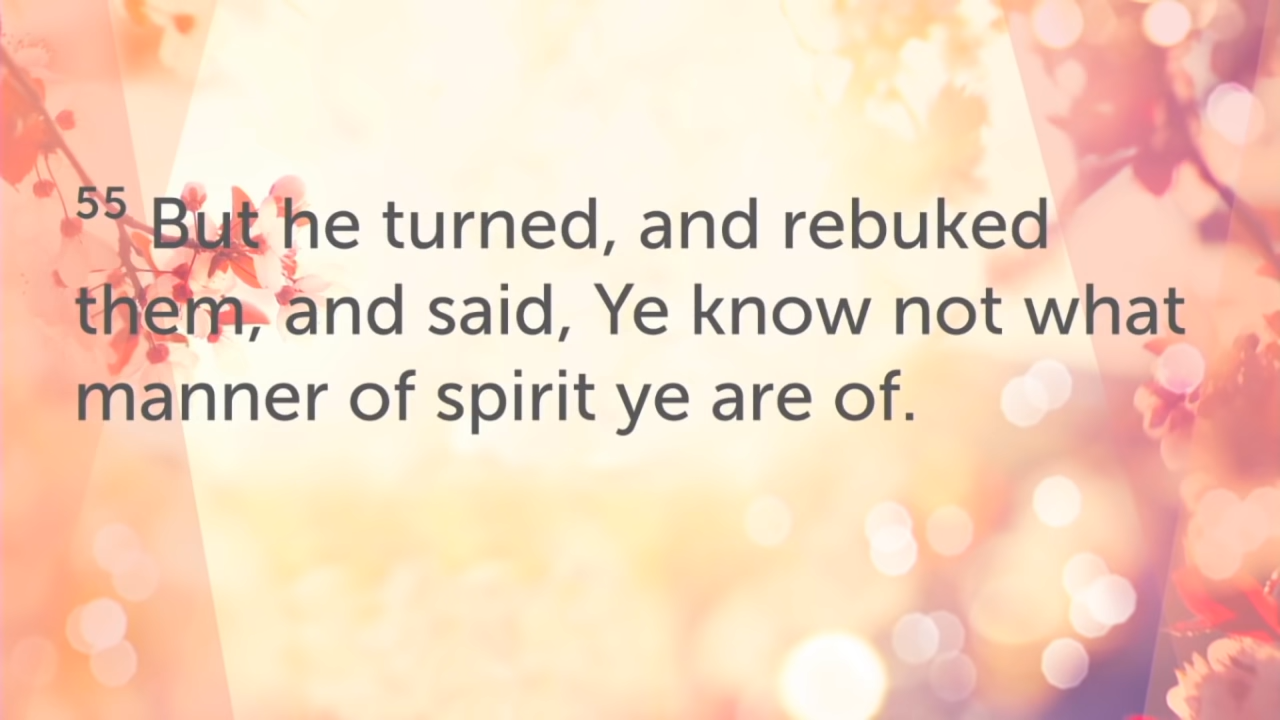 55 But he turned, and rebuked
them, and said, Ye know not what
manner of spirit ye are of.